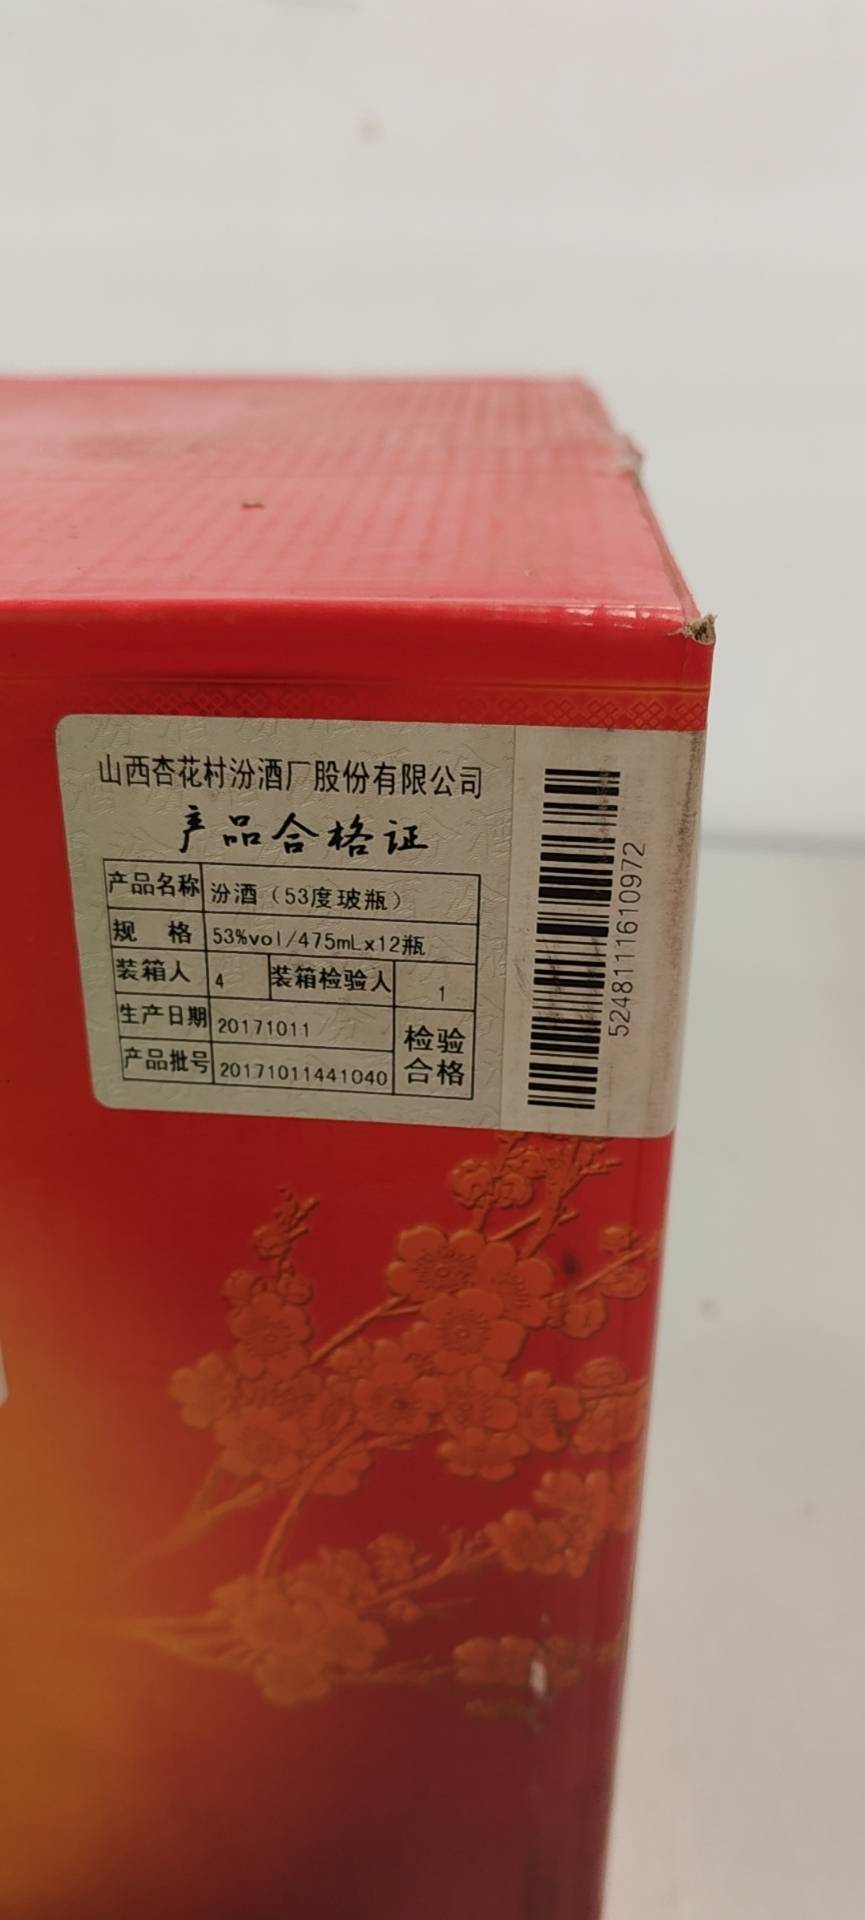 山西杏花村汾酒厂股份有限公司
产品合格证
产品名称 汾酒（53度玻瓶）
规 格 53%vol/475mLx12瓶
装箱人 4 装箱检验人 1
生产日期 20171011 检验
产品批号 20171011441040 合格
5248111610972